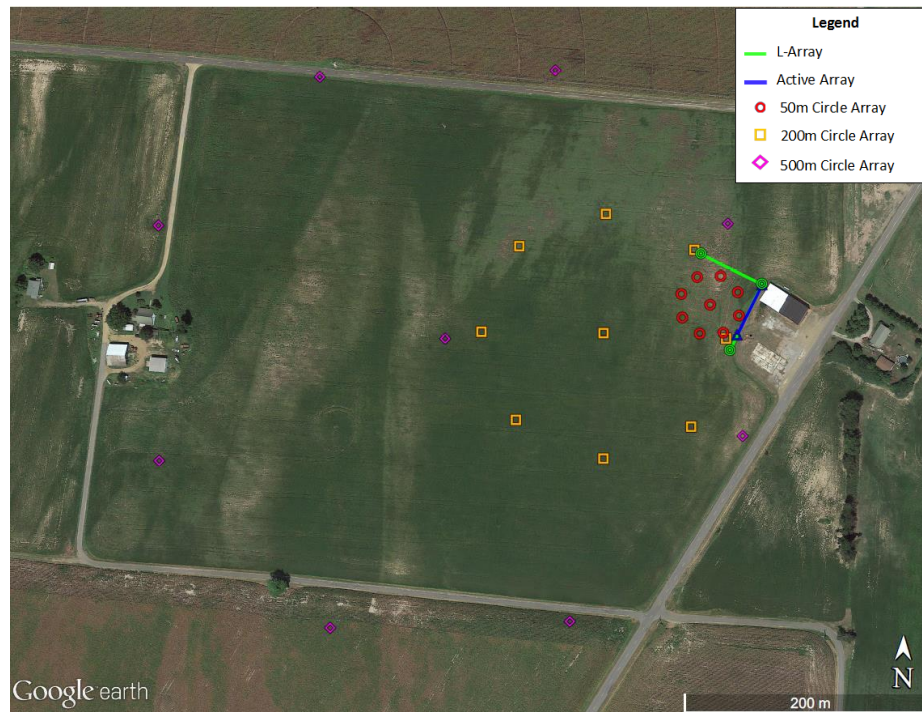 Legend
L-Array
Active Array
50m Circle Array
200m Circle Array
500m Circle Array
N
Google earth
200 m